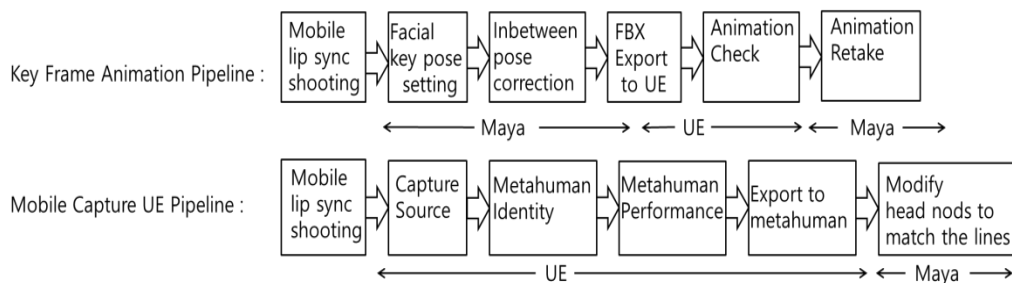 Key Frame Animation Pipeline :
Mobile
lip sync
shooting
Facial
key pose
setting
Inbetween
pose
correction
FBX
Export
to UE
Animation
Check
Animation
Retake
Maya
UE
Maya
Mobile Capture UE Pipeline :
Mobile
lip sync
shooting
Capture
Source
Metahuman
Identity
Metahuman
Performance
Export to
metahuman
Modify
head nods to
match the lines
UE
Maya